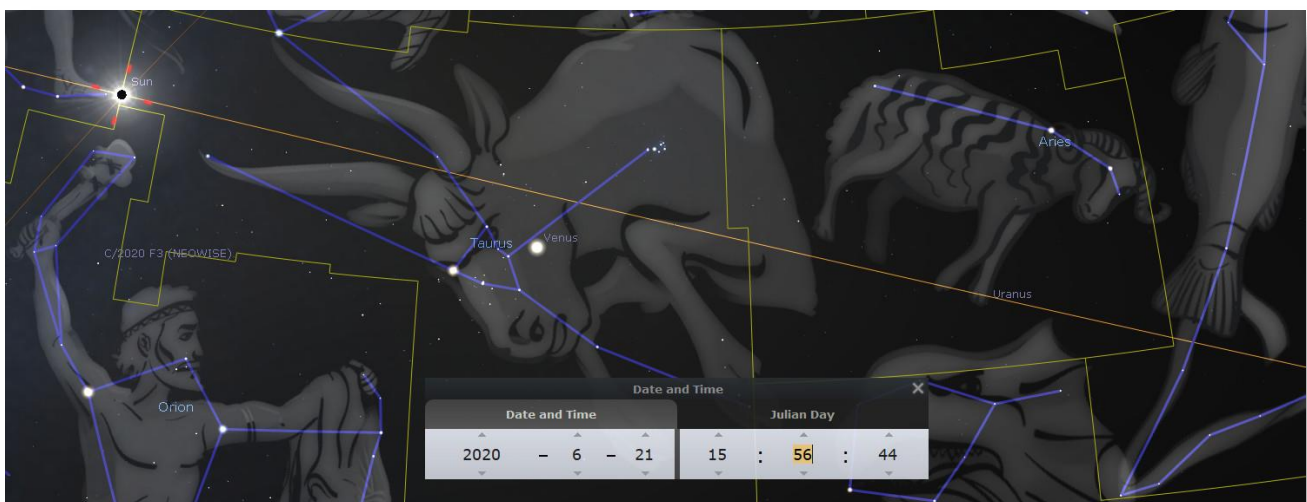 Sun
Aries
Taurus
Venus
C/2020 F3 (NEOWISE)
Uranus
Orion
Date and Time ×
Date and Time Julian Day
2020 – 6 – 21 15 : 56 : 44